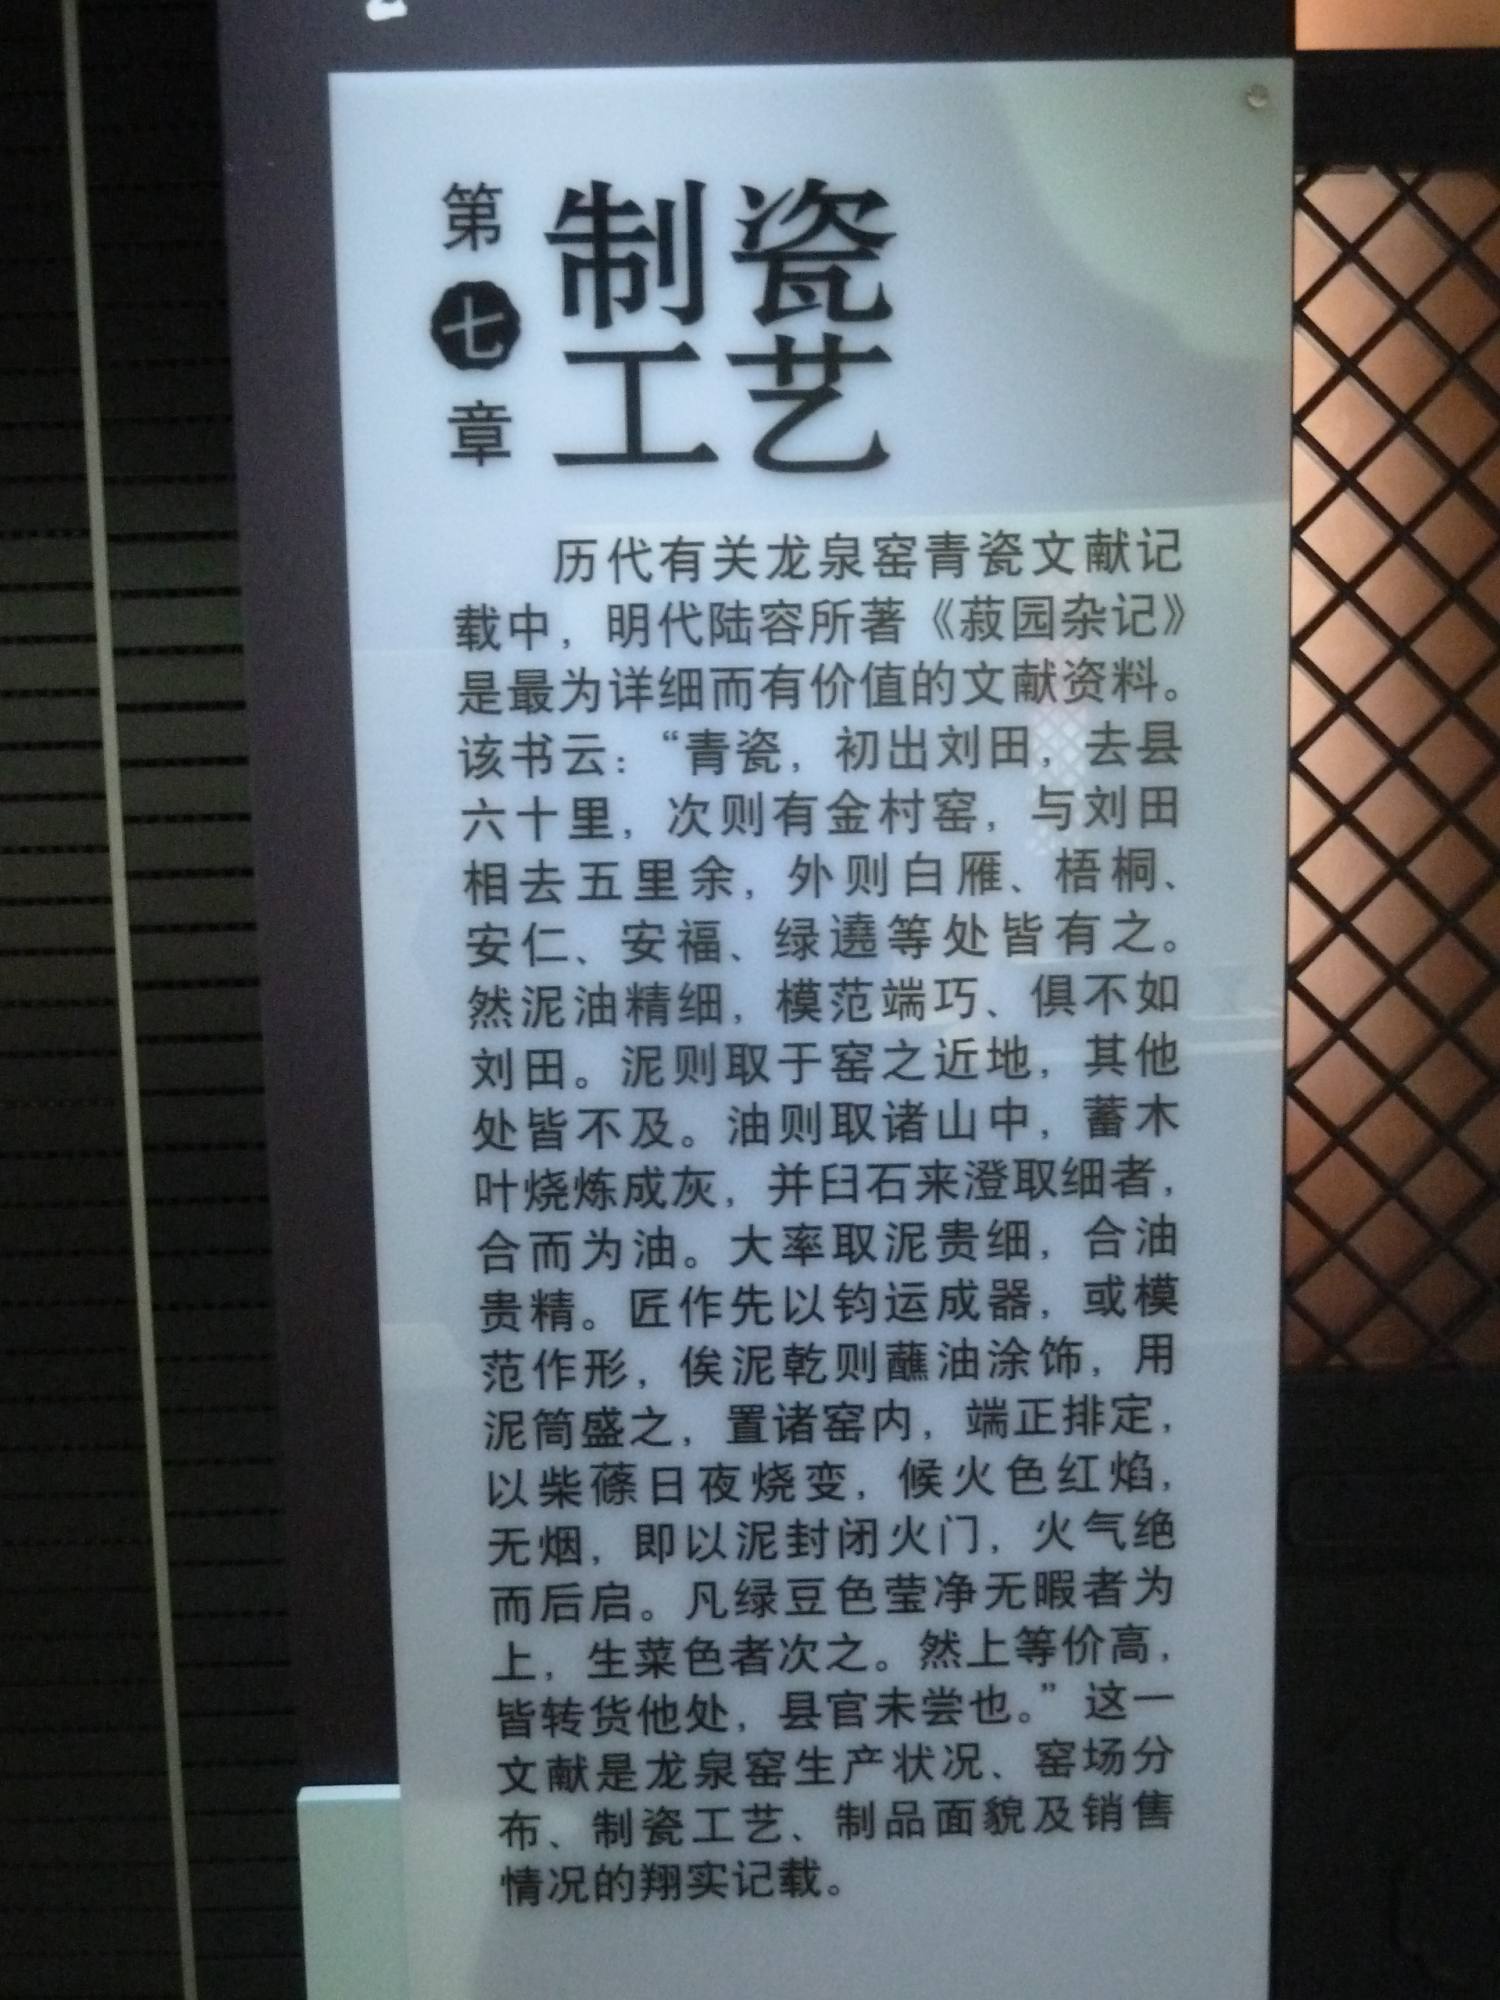 第七章
制瓷
工艺
历代有关龙泉窑青瓷文献记
载中，明代陆容所著《菽园杂记》
是最为详细而有价值的文献资料。
该书云：“青瓷，初出刘田，去县
六十里，次则有金村窑，与刘田
相去五里余，外则白雁、梧桐、
安仁、安福、绿遶等处皆有之。
然泥油精细，模范端巧、俱不如
刘田。泥则取于窑之近地，其他
处皆不及。油则取诸山中，蓄木
叶烧炼成灰，并臼石来澄取细者，
合而为油。大率取泥贵细，合油
贵精。匠作先以钧运成器，或模
范作形，俟泥乾则蘸油涂饰，用
泥筒盛之，置诸窑内，端正排定，
以柴蓧日夜烧变，候火色红焰，
无烟，即以泥封闭火门，火气绝
而后启。凡绿豆色莹净无暇者为
上，生菜色者次之。然上等价高，
皆转货他处，县官未尝也。”这一
文献是龙泉窑生产状况、窑场分
布、制瓷工艺、制品面貌及销售
情况的翔实记载。